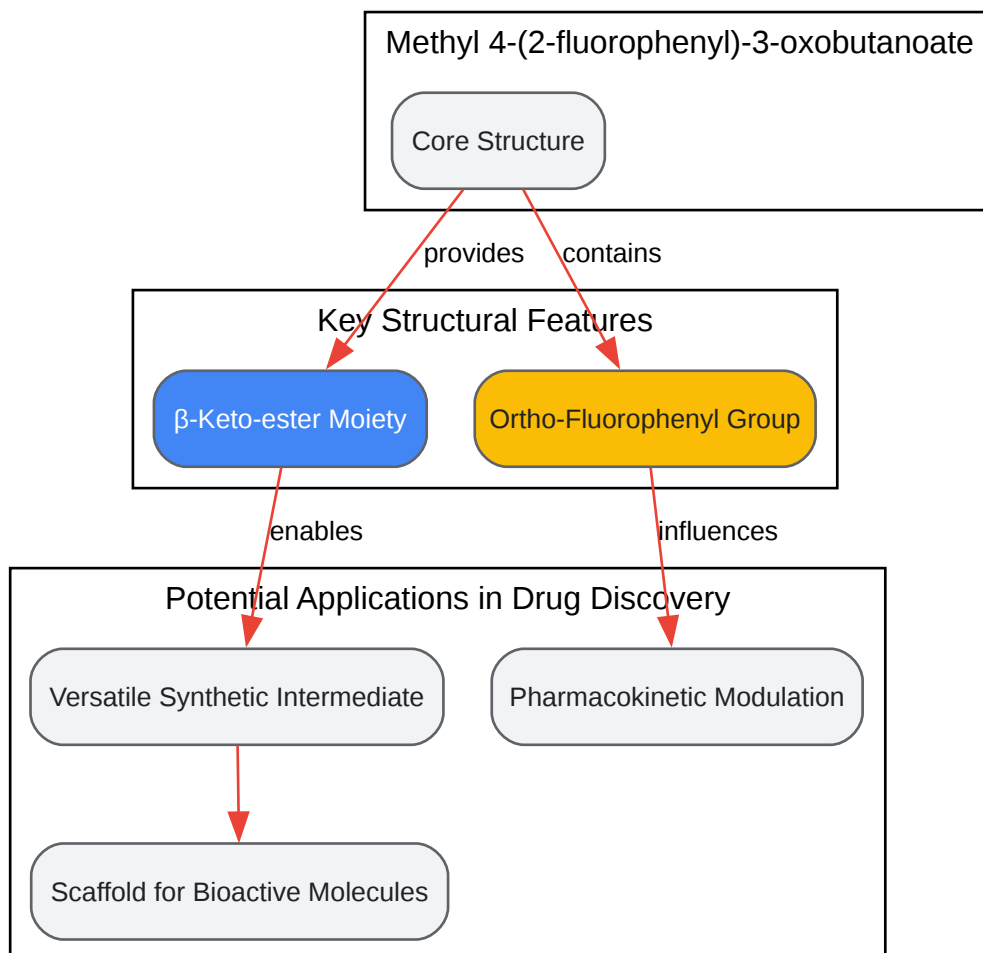 Methyl 4-(2-fluorophenyl)-3-oxobutanoate
Core Structure
provides
contains
Key Structural Features
β-Keto-ester Moiety
Ortho-Fluorophenyl Group
enables
influences
Potential Applications in Drug Discovery
Versatile Synthetic Intermediate
Pharmacokinetic Modulation
Scaffold for Bioactive Molecules